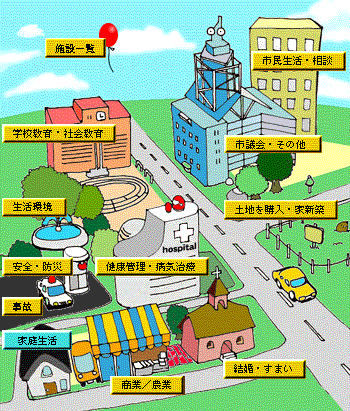 施設一覧
市民生活・相談
学校教育・社会教育
市議会・その他
生活環境
土地を購入・家新築
hospital
安全・防災
健康管理・病気治療
事故
家庭生活
結婚・すまい
商業／農業